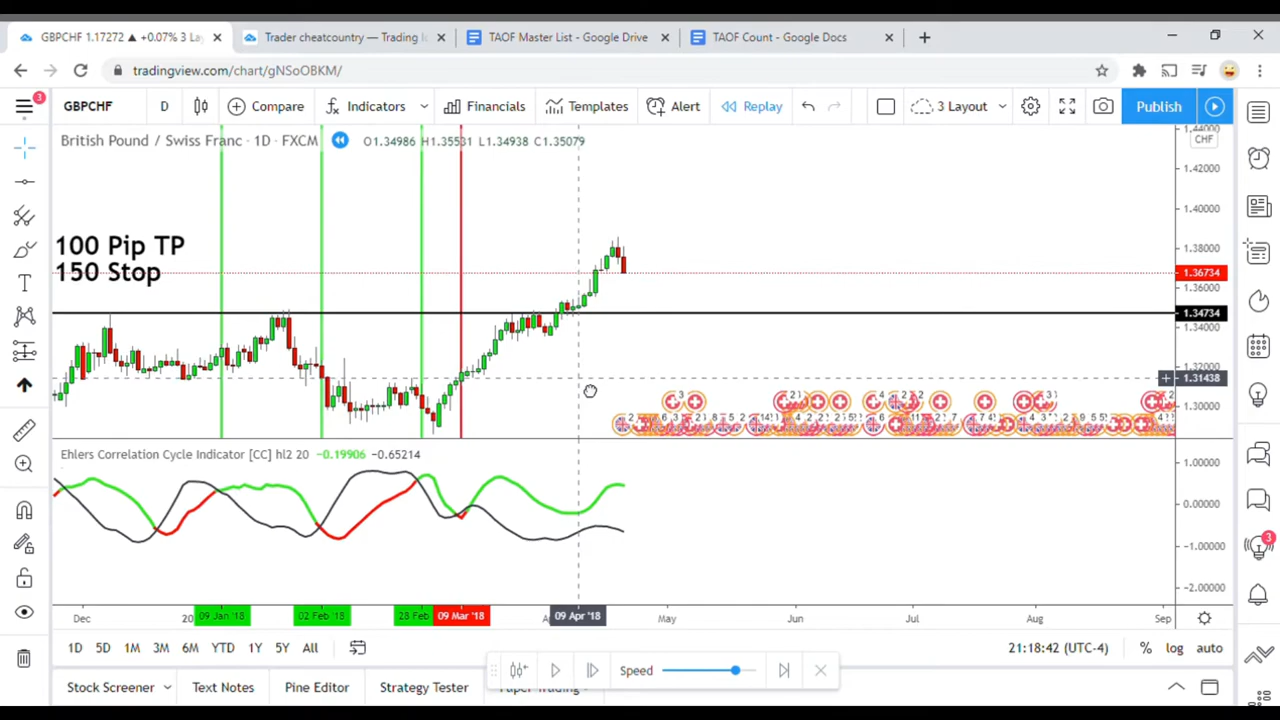 GBPCHF 1.17272 ▲ +0.07% 3 La
Trader cheatcountry — Trading Id
TAOF Master List - Google Drive
TAOF Count - Google Docs
tradingview.com/chart/gNSoOBKM/
3
GBPCHF D Compare Indicators Financials Templates Alert Replay 3 Layout Publish
British Pound / Swiss Franc · 1D · FXCM O1.34986 H1.35531 L1.34938 C1.35079
CHF
1.44000
1.42000
1.40000
1.38000
1.36734
1.36000
1.34734
1.34000
1.32000
1.31438
1.30000
100 Pip TP
150 Stop
Ehlers Correlation Cycle Indicator [CC] hl2 20 −0.19906 −0.65214
1.00000
0.00000
−1.00000
−2.00000
3
Dec 20 09 Jan '18 02 Feb '18 28 Feb 09 Mar '18 A 09 Apr '18 May Jun Jul Aug Sep
1D 5D 1M 3M 6M YTD 1Y 5Y All 21:18:42 (UTC-4) % log auto
Speed
Stock Screener Text Notes Pine Editor Strategy Tester Paper Trading